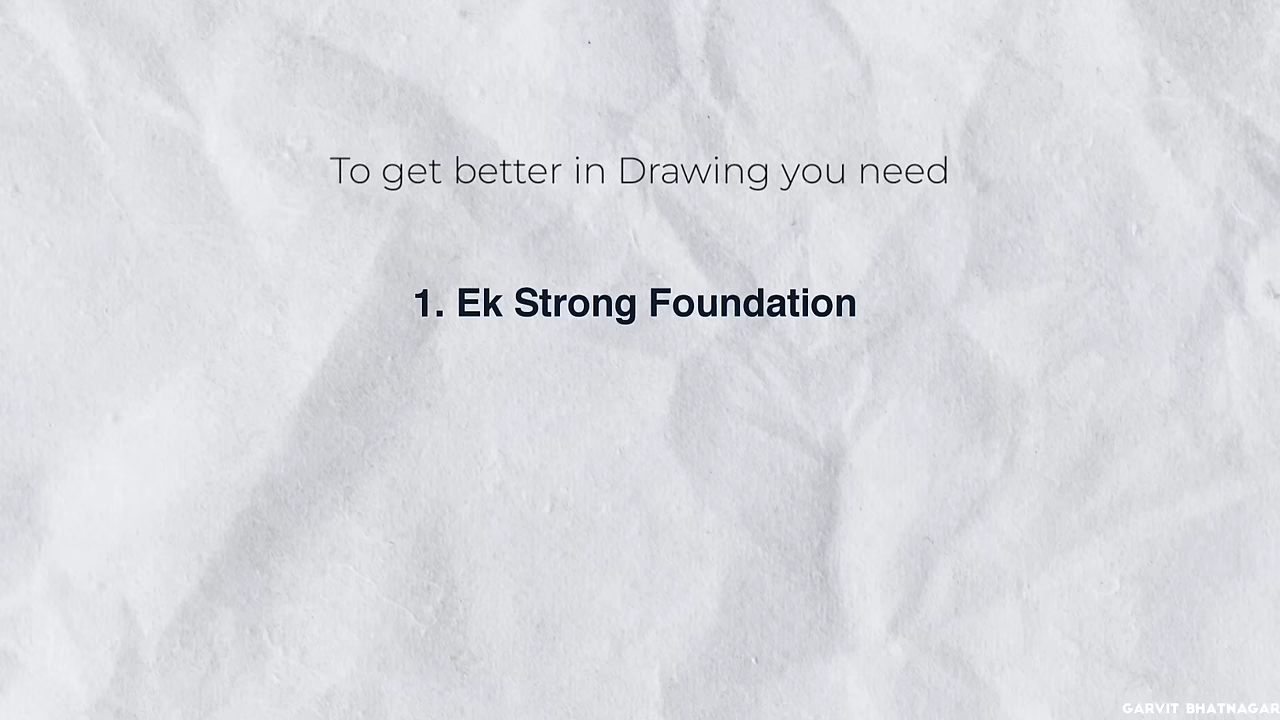 To get better in Drawing you need
1. Ek Strong Foundation
GARVIT BHATNAGAR